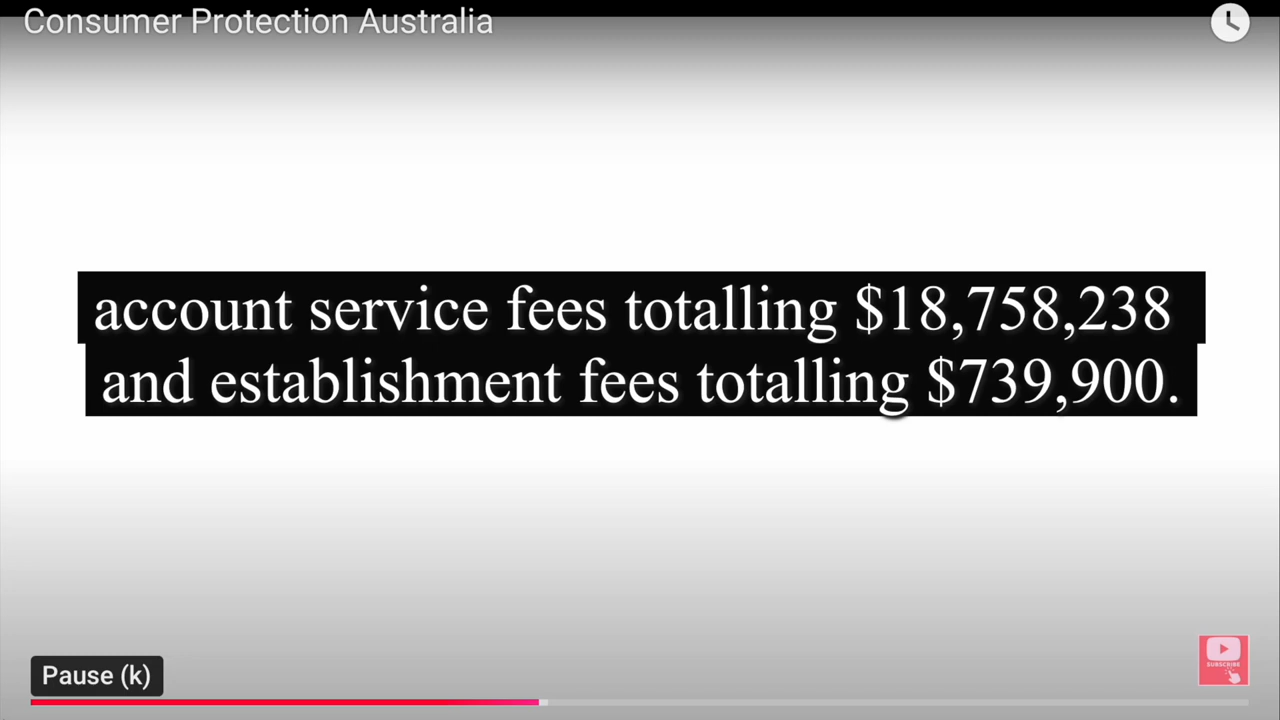 Consumer Protection Australia
account service fees totalling $18,758,238
and establishment fees totalling $739,900.
SUBSCRIBE
Pause (k)